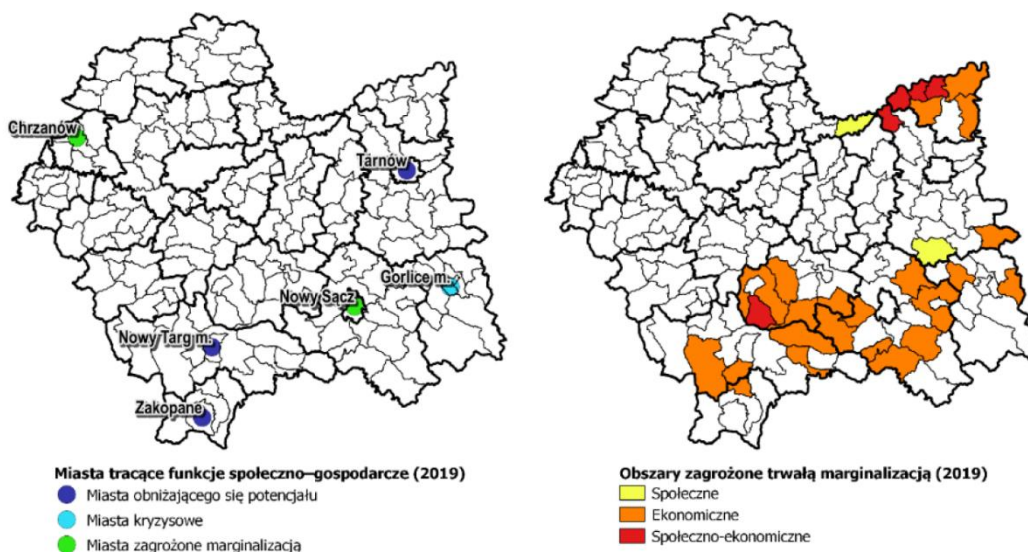 Chrzanów
Tarnów
Gorlice m.
Nowy Sącz
Nowy Targ m.
Zakopane
Miasta tracące funkcje społeczno–gospodarcze (2019)
Miasta obniżającego się potencjału
Miasta kryzysowe
Miasta zagrożone marginalizacją
Obszary zagrożone trwałą marginalizacją (2019)
Społeczne
Ekonomiczne
Społeczno-ekonomiczne